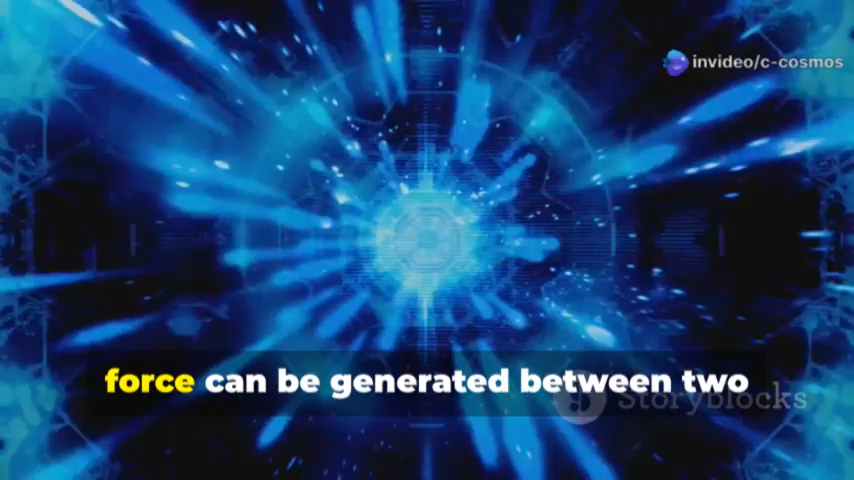 invideo/c-cosmos
force can be generated between two
Storyblocks